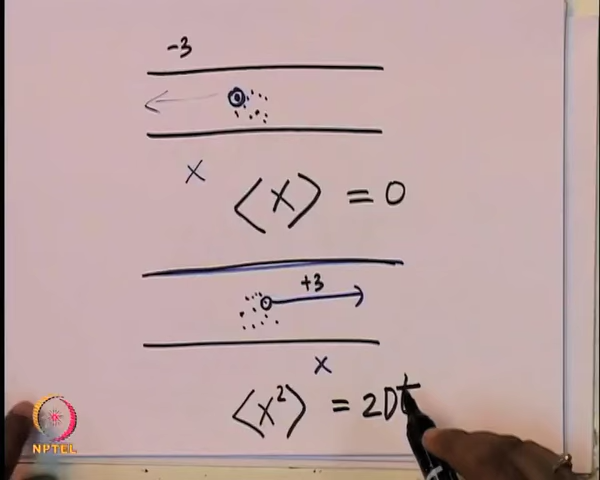 -3
x
⟨x⟩ = 0
+3
x
⟨x²⟩ = 2Dt
NPTEL